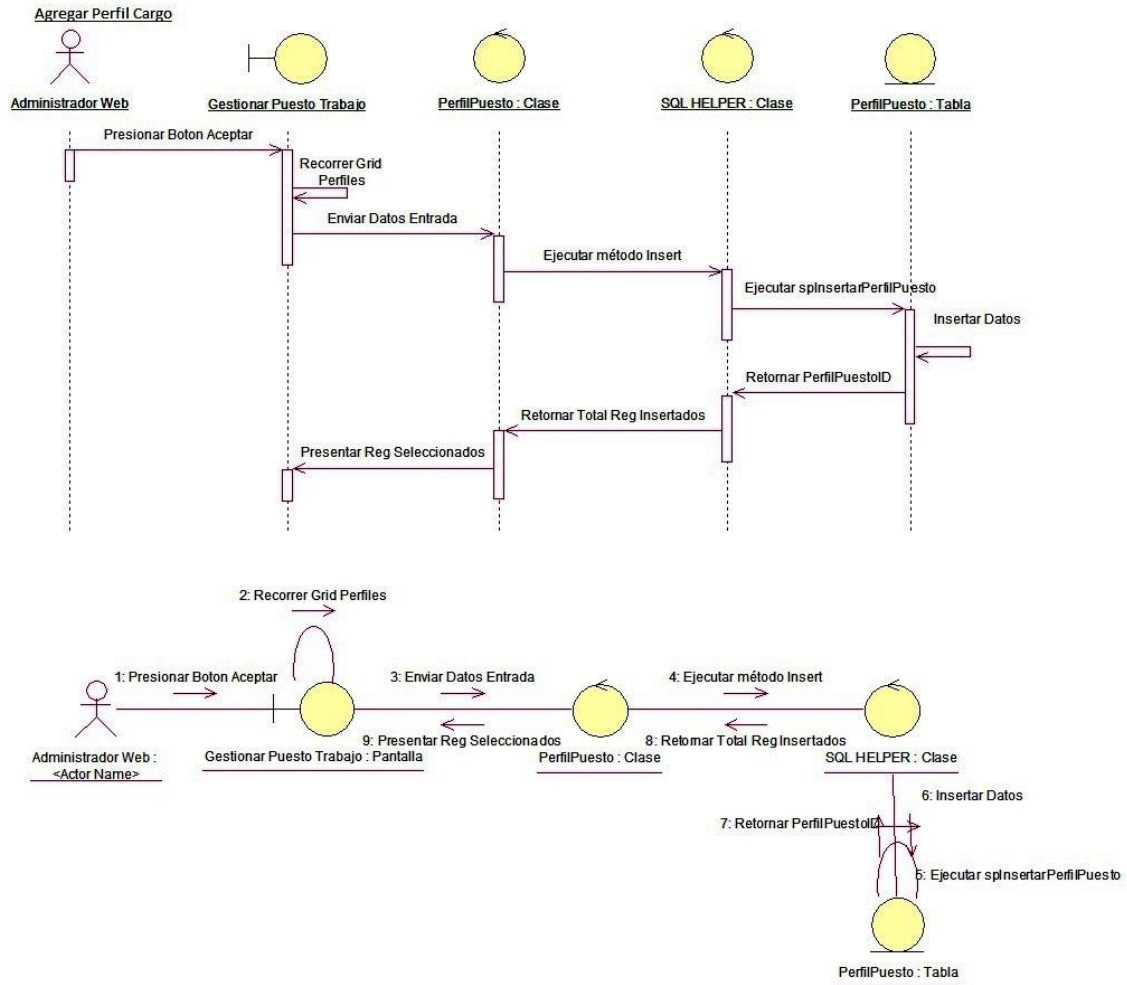 Agregar Perfil Cargo
Administrador Web
Gestionar Puesto Trabajo
PerfilPuesto : Clase
SQL HELPER : Clase
PerfilPuesto : Tabla
Presionar Boton Aceptar
Recorrer Grid
Perfiles
Enviar Datos Entrada
Ejecutar método Insert
Ejecutar spInsertarPerfilPuesto
Insertar Datos
Retornar PerfilPuestoID
Retornar Total Reg Insertados
Presentar Reg Seleccionados
2: Recorrer Grid Perfiles
1: Presionar Boton Aceptar
3: Enviar Datos Entrada
4: Ejecutar método Insert
9: Presentar Reg Seleccionados
8: Retornar Total Reg Insertados
Administrador Web :
<Actor Name>
Gestionar Puesto Trabajo : Pantalla
PerfilPuesto : Clase
SQL HELPER : Clase
6: Insertar Datos
7: Retornar PerfilPuestoID
5: Ejecutar spInsertarPerfilPuesto
PerfilPuesto : Tabla